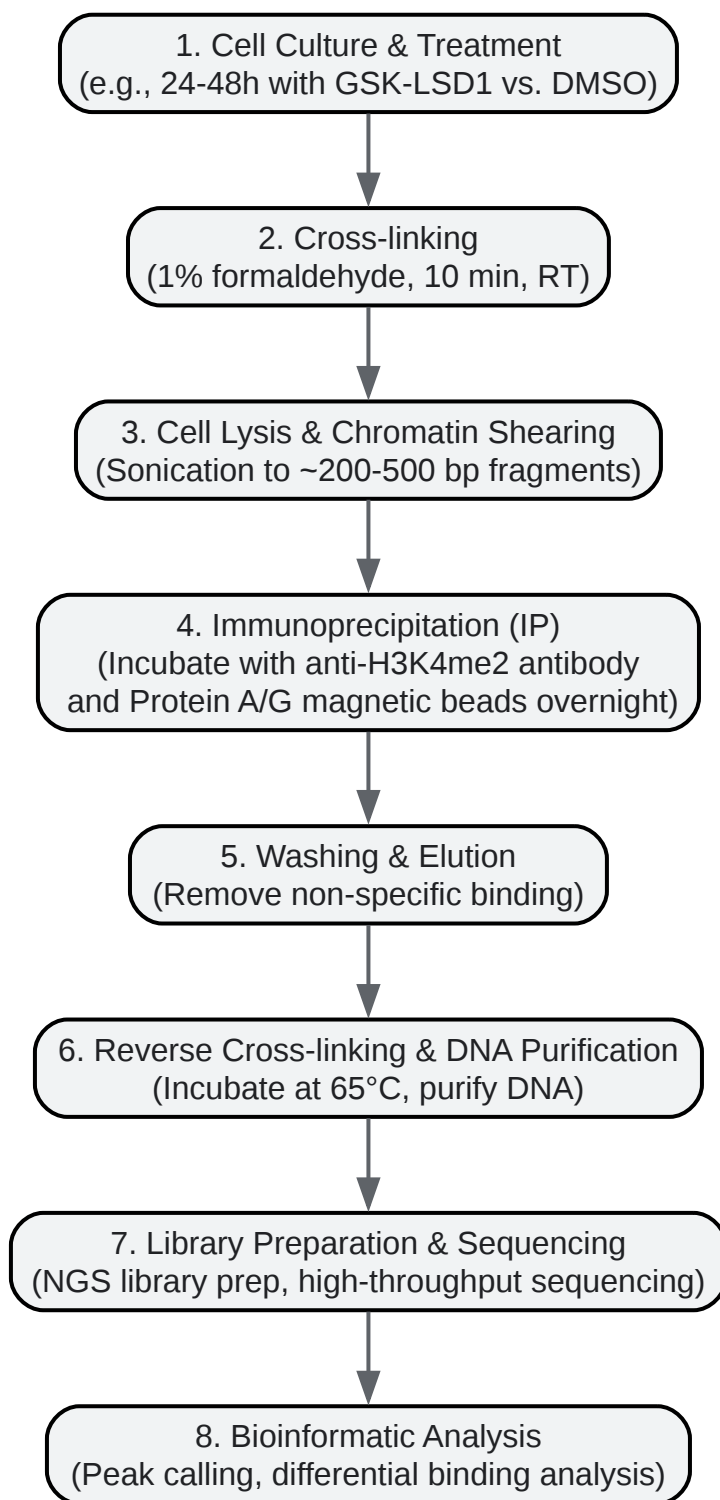 1. Cell Culture & Treatment
(e.g., 24-48h with GSK-LSD1 vs. DMSO)
2. Cross-linking
(1% formaldehyde, 10 min, RT)
3. Cell Lysis & Chromatin Shearing
(Sonication to ~200-500 bp fragments)
4. Immunoprecipitation (IP)
(Incubate with anti-H3K4me2 antibody
and Protein A/G magnetic beads overnight)
5. Washing & Elution
(Remove non-specific binding)
6. Reverse Cross-linking & DNA Purification
(Incubate at 65°C, purify DNA)
7. Library Preparation & Sequencing
(NGS library prep, high-throughput sequencing)
8. Bioinformatic Analysis
(Peak calling, differential binding analysis)